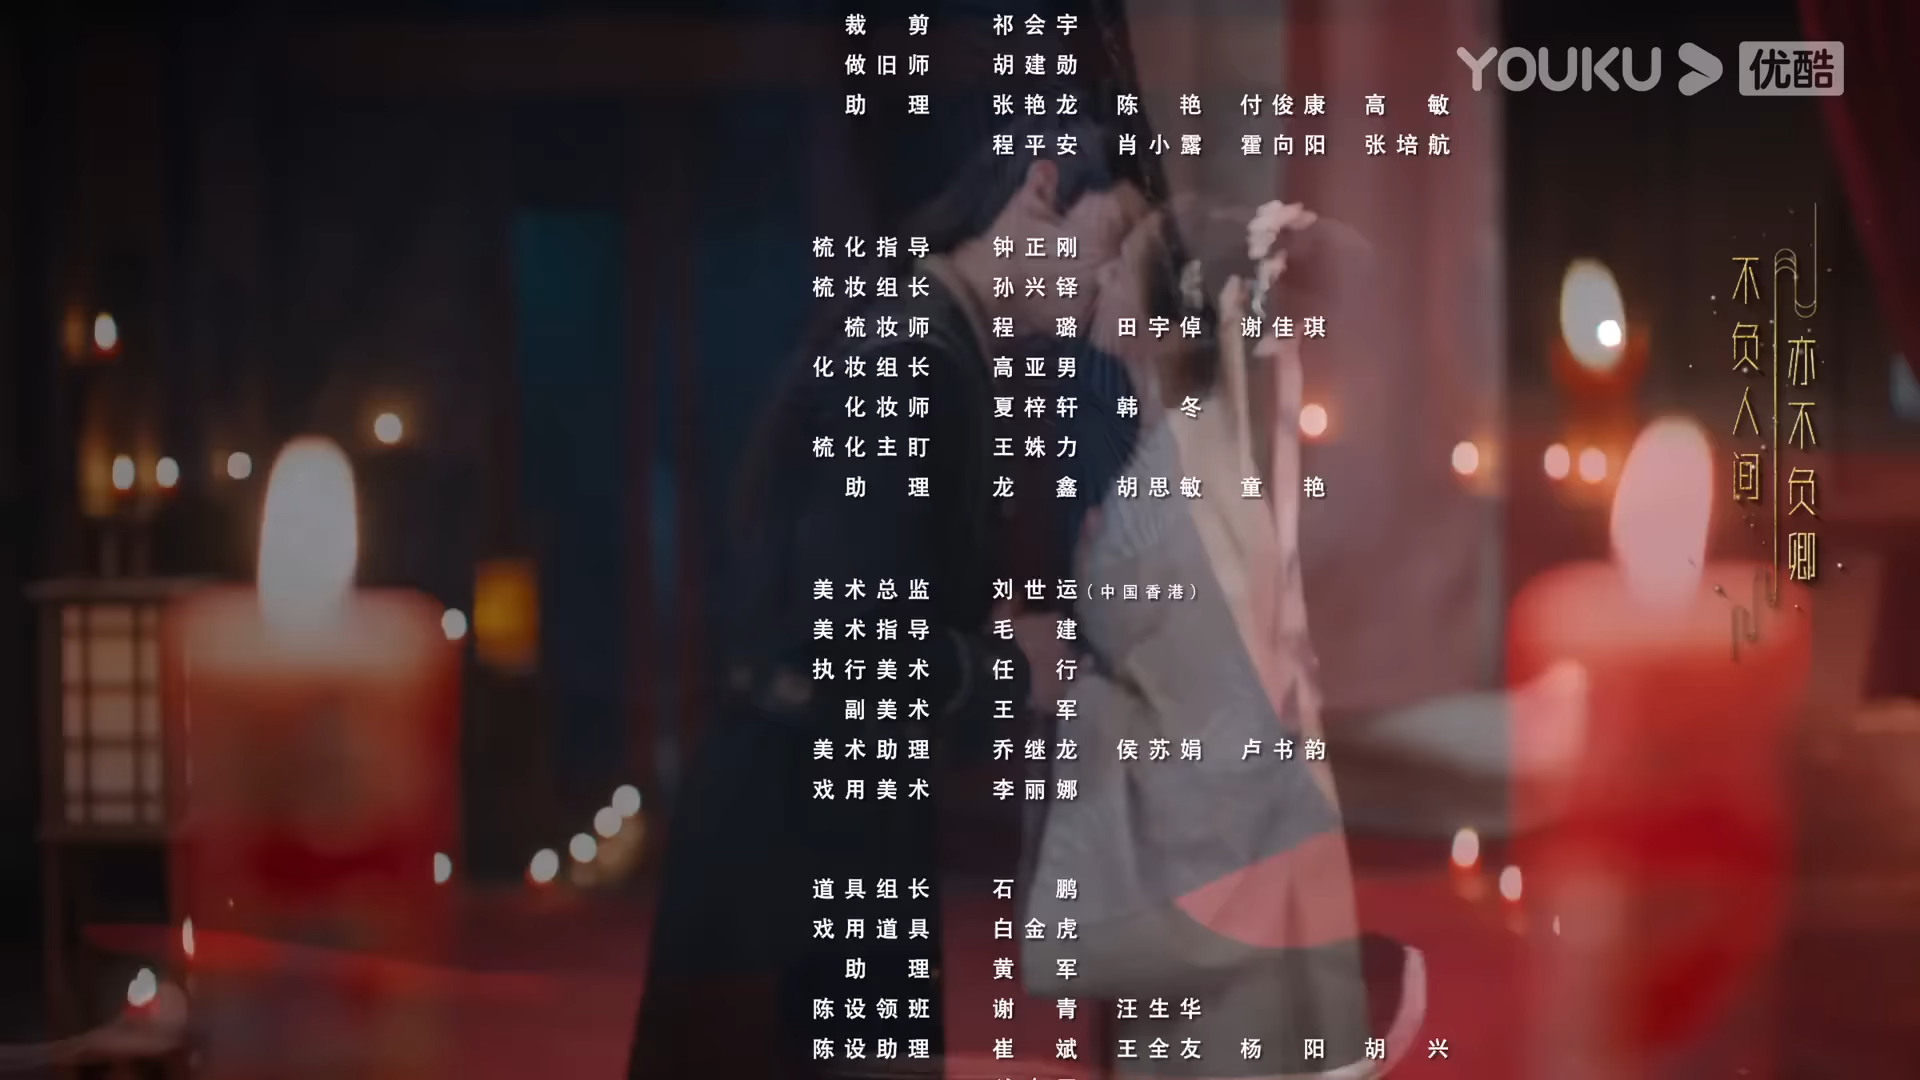 裁剪 祁会宇
做旧师 胡建勋
助理 张艳龙 陈艳 付俊康 高敏
程平安 肖小露 霍向阳 张培航
梳化指导 钟正刚
梳妆组长 孙兴铎
梳妆师 程璐 田宇倬 谢佳琪
化妆组长 高亚男
化妆师 夏梓轩 韩冬
梳化主盯 王姝力
助理 龙鑫 胡思敏 童艳
美术总监 刘世运(中国香港)
美术指导 毛建
执行美术 任行
副美术 王军
美术助理 乔继龙 侯苏娟 卢书韵
戏用美术 李丽娜
道具组长 石鹏
戏用道具 白金虎
助理 黄军
陈设领班 谢青 汪生华
陈设助理 崔斌 王全友 杨阳 胡兴
YOUKU 优酷
不负人间
亦不负卿